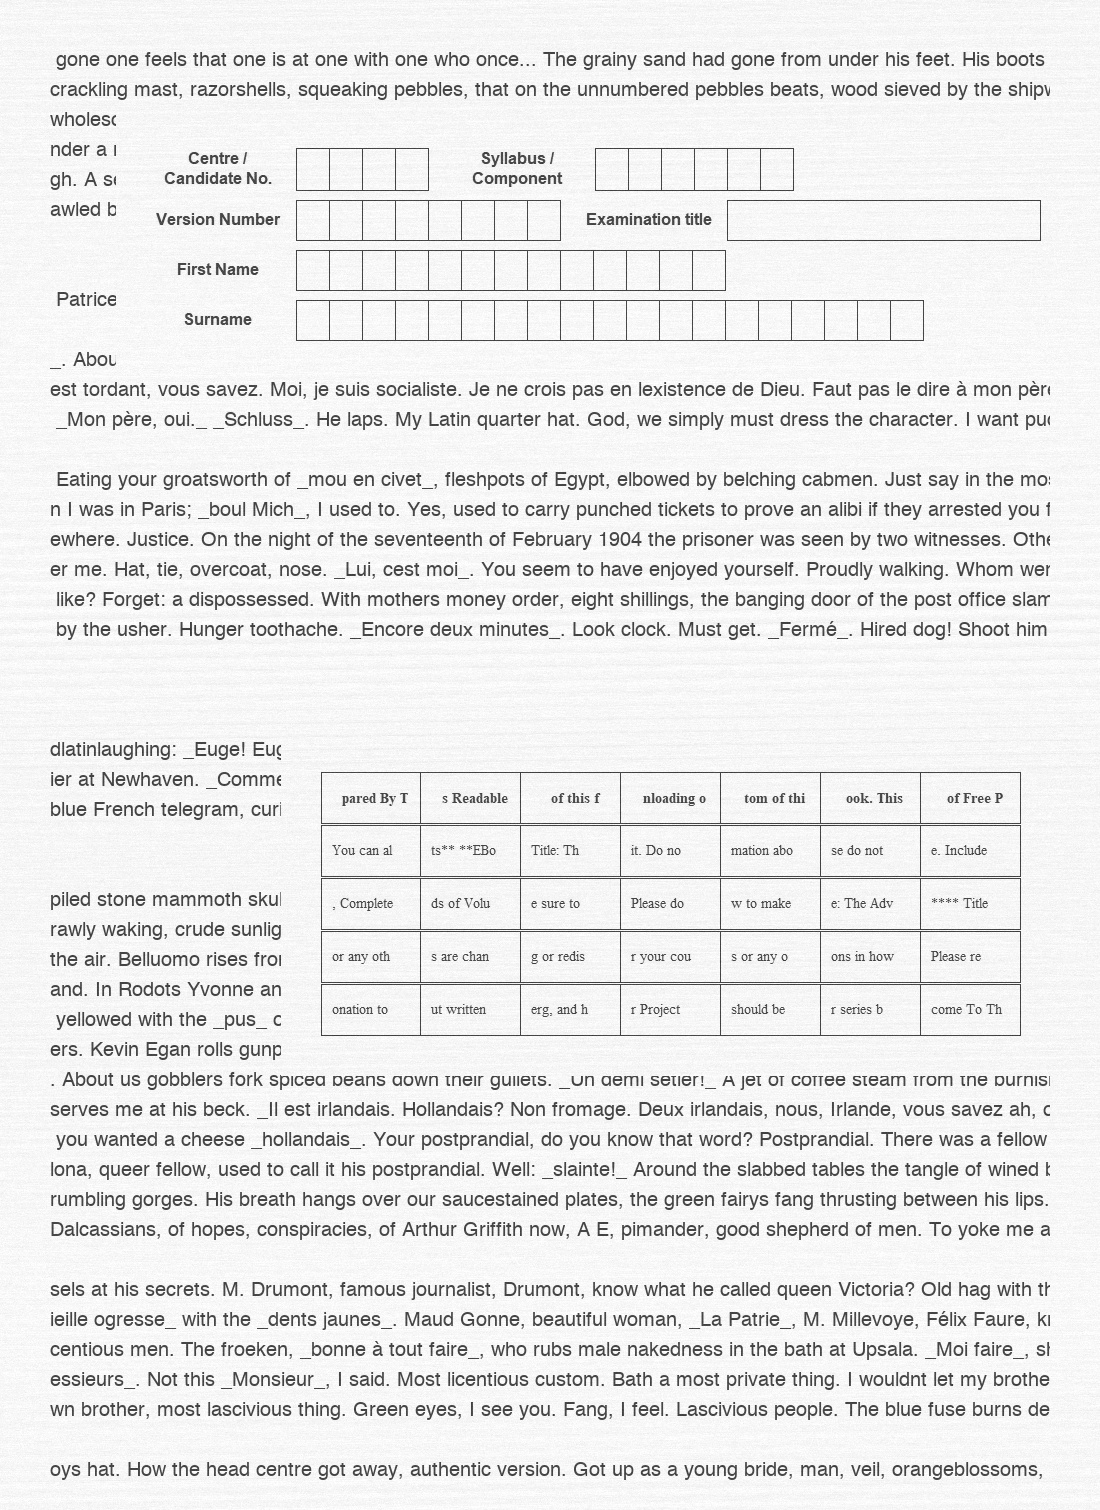 gone one feels that one is at one with one who once... The grainy sand had gone from under his feet. His boots
crackling mast, razorshells, squeaking pebbles, that on the unnumbered pebbles beats, wood sieved by the
nder a
gh. A
awled
Centre /
Candidate No.
Syllabus /
Component
Version Number
Examination title
First Name
Patrice
Surname
_. Abou
est tordant, vous savez. Moi, je suis socialiste. Je ne crois pas en lexistence de Dieu. Faut pas le dire à mon
_Mon père, oui._ _Schluss_. He laps. My Latin quarter hat. God, we simply must dress the character. I want
Eating your groatsworth of _mou en civet_, fleshpots of Egypt, elbowed by belching cabmen. Just say in the
n I was in Paris; _boul Mich_, I used to. Yes, used to carry punched tickets to prove an alibi if they arrested you
ewhere. Justice. On the night of the seventeenth of February 1904 the prisoner was seen by two witnesses.
er me. Hat, tie, overcoat, nose. _Lui, cest moi_. You seem to have enjoyed yourself. Proudly walking. Whom
like? Forget: a dispossessed. With mothers money order, eight shillings, the banging door of the post office slam
by the usher. Hunger toothache. _Encore deux minutes_. Look clock. Must get. _Fermé_. Hired dog! Shoot him
dlatinlaughing: _Euge!
ier at Newhaven.
blue French telegram, curi
pared By T s Readable of this f nloading o tom of thi ook. This of Free P
You can al ts** **EBo Title: Th it. Do no mation abo se do not e. Include
, Complete ds of Volu e sure to Please do w to make e: The Adv **** Title
or any oth s are chan g or redis r your cou s or any o ons in how Please re
onation to ut written erg, and h r Project should be r series b come To Th
piled stone mammoth
rawly waking, crude sunlig
the air. Belluomo rises
and. In Rodots Yvonne an
yellowed with the _pus_
ers. Kevin Egan rolls gunp
. About us gobblers fork spiced beans down their gullets. _Un demi setier!_ A jet of coffee steam from the
serves me at his beck. _Il est irlandais. Hollandais? Non fromage. Deux irlandais, nous, Irlande, vous savez ah,
you wanted a cheese _hollandais_. Your postprandial, do you know that word? Postprandial. There was a fellow
lona, queer fellow, used to call it his postprandial. Well: _slainte!_ Around the slabbed tables the tangle of wined
rumbling gorges. His breath hangs over our saucestained plates, the green fairys fang thrusting between his lips.
Dalcassians, of hopes, conspiracies, of Arthur Griffith now, A E, pimander, good shepherd of men. To yoke me a
sels at his secrets. M. Drumont, famous journalist, Drumont, know what he called queen Victoria? Old hag with
ieille ogresse_ with the _dents jaunes_. Maud Gonne, beautiful woman, _La Patrie_, M. Millevoye, Félix Faure,
centious men. The froeken, _bonne à tout faire_, who rubs male nakedness in the bath at Upsala. _Moi faire_,
essieurs_. Not this _Monsieur_, I said. Most licentious custom. Bath a most private thing. I wouldnt let my brothe
wn brother, most lascivious thing. Green eyes, I see you. Fang, I feel. Lascivious people. The blue fuse burns de
oys hat. How the head centre got away, authentic version. Got up as a young bride, man, veil, orangeblossoms,